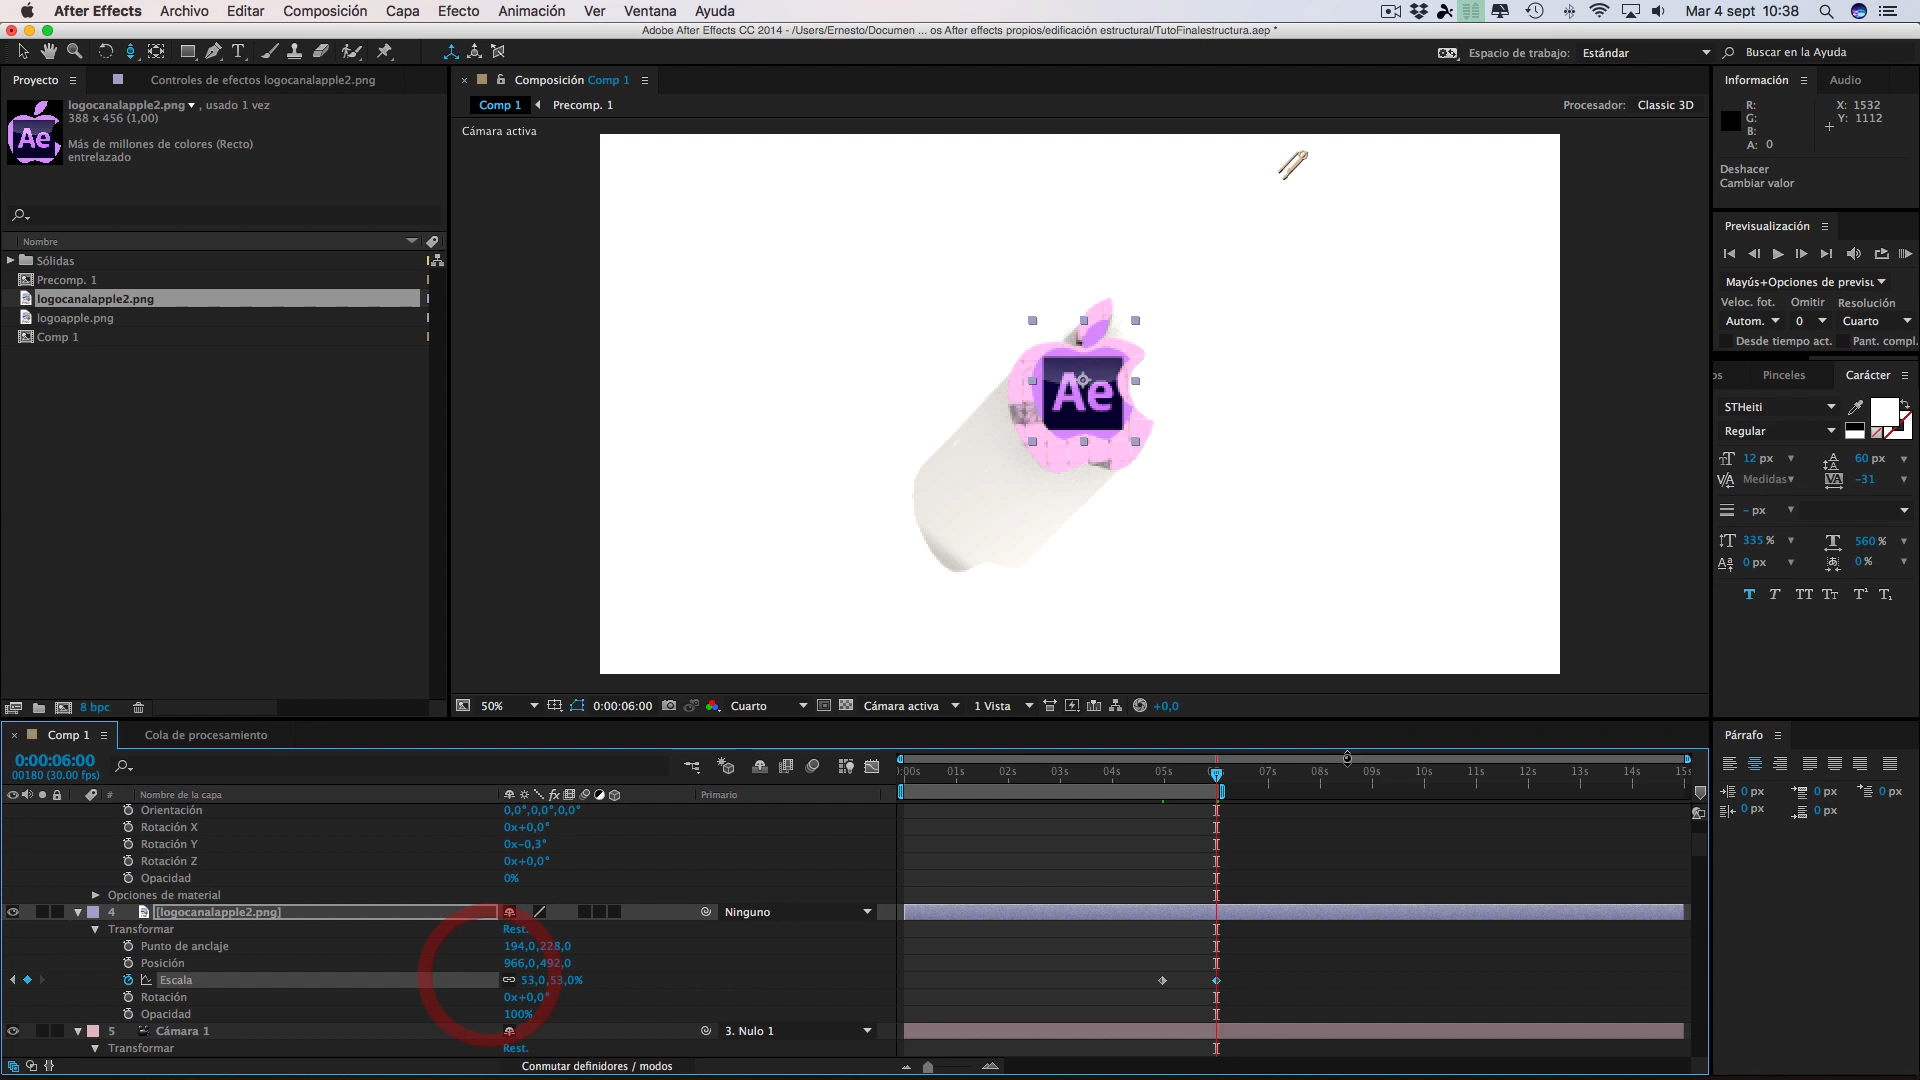 After Effects Archivo Editar Composición Capa Efecto Animación Ver Ventana Ayuda Mar 4 sept 10:38
Adobe After Effects CC 2014 - /Users/Ernesto/Documen ... os After effects propios/edificación estructural/TutoFinalestructura.aep *
Espacio de trabajo: Estándar Buscar en la Ayuda
Proyecto Controles de efectos logocanalapple2.png
Composición Comp 1
Información Audio
logocanalapple2.png , usado 1 vez
388 x 456 (1,00)
Más de millones de colores (Recto)
entrelazado
Ae
Comp 1 Precomp. 1
Procesador: Classic 3D
Cámara activa
R:
G:
B:
A: 0
X: 1532
Y: 1112
Deshacer
Cambiar valor
Nombre
Sólidas
Precomp. 1
logocanalapple2.png
logoapple.png
Comp 1
Ae
Previsualización
Mayús+Opciones de previsu
Veloc. fot. Omitir Resolución
Autom. 0 Cuarto
Desde tiempo act. Pant. compl.
os Pinceles Carácter
STHeiti
Regular
12 px 60 px
Medidas -31
- px
335 % 560 %
0 px 0 %
T T TT Tт T¹ T₁
8 bpc
50% 0:00:06:00 Cuarto Cámara activa 1 Vista +0,0
Comp 1 Cola de procesamiento
0:00:06:00
00180 (30.00 fps)
:00s 01s 02s 03s 04s 05s 07s 08s 09s 10s 11s 12s 13s 14s 15s
# Nombre de la capa Primario
Orientación 0,0°,0,0°,0,0°
Rotación X 0x+0,0°
Rotación Y 0x-0,3°
Rotación Z 0x+0,0°
Opacidad 0%
Opciones de material
4 [logocanalapple2.png] Ninguno
Transformar Rest.
Punto de anclaje 194,0,228,0
Posición 966,0,492,0
Escala 53,0,53,0%
Rotación 0x+0,0°
Opacidad 100%
5 Cámara 1 3. Nulo 1
Transformar Rest.
Conmutar definidores / modos
Párrafo
0 px 0 px 0 px
0 px 0 px